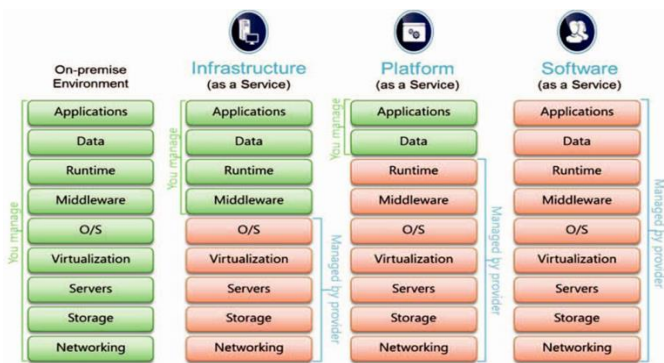 On-premise
Environment
Applications
Data
Runtime
Middleware
O/S
Virtualization
Servers
Storage
Networking
You manage
Infrastructure
(as a Service)
Applications
Data
Runtime
Middleware
O/S
Virtualization
Servers
Storage
Networking
You manage
Managed by provider
Platform
(as a Service)
Applications
Data
Runtime
Middleware
O/S
Virtualization
Servers
Storage
Networking
You manage
Managed by provider
Software
(as a Service)
Applications
Data
Runtime
Middleware
O/S
Virtualization
Servers
Storage
Networking
Managed by provider